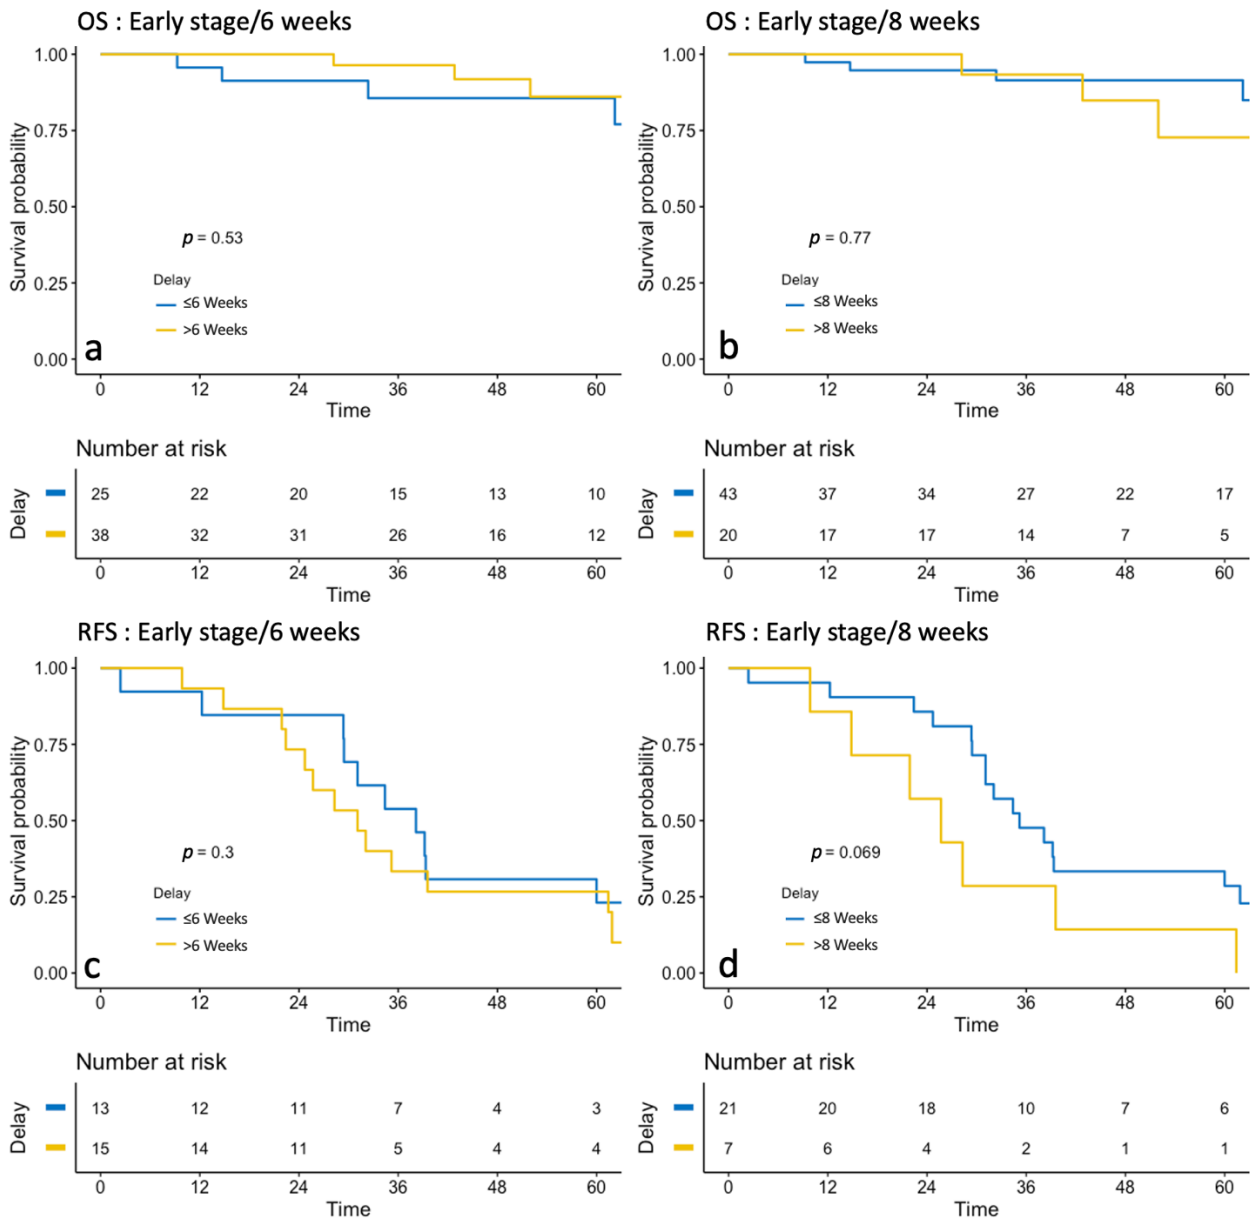 OS : Early stage/6 weeks
Survival probability
1.00
0.75
0.50
0.25
0.00
p = 0.53
Delay
≤6 Weeks
>6 Weeks
a
0 12 24 36 48 60
Time
Number at risk
Delay
25 22 20 15 13 10
38 32 31 26 16 12
0 12 24 36 48 60
Time
OS : Early stage/8 weeks
Survival probability
1.00
0.75
0.50
0.25
0.00
p = 0.77
Delay
≤8 Weeks
>8 Weeks
b
0 12 24 36 48 60
Time
Number at risk
Delay
43 37 34 27 22 17
20 17 17 14 7 5
0 12 24 36 48 60
Time
RFS : Early stage/6 weeks
Survival probability
1.00
0.75
0.50
0.25
0.00
p = 0.3
Delay
≤6 Weeks
>6 Weeks
c
0 12 24 36 48 60
Time
Number at risk
Delay
13 12 11 7 4 3
15 14 11 5 4 4
0 12 24 36 48 60
Time
RFS : Early stage/8 weeks
Survival probability
1.00
0.75
0.50
0.25
0.00
p = 0.069
Delay
≤8 Weeks
>8 Weeks
d
0 12 24 36 48 60
Time
Number at risk
Delay
21 20 18 10 7 6
7 6 4 2 1 1
0 12 24 36 48 60
Time